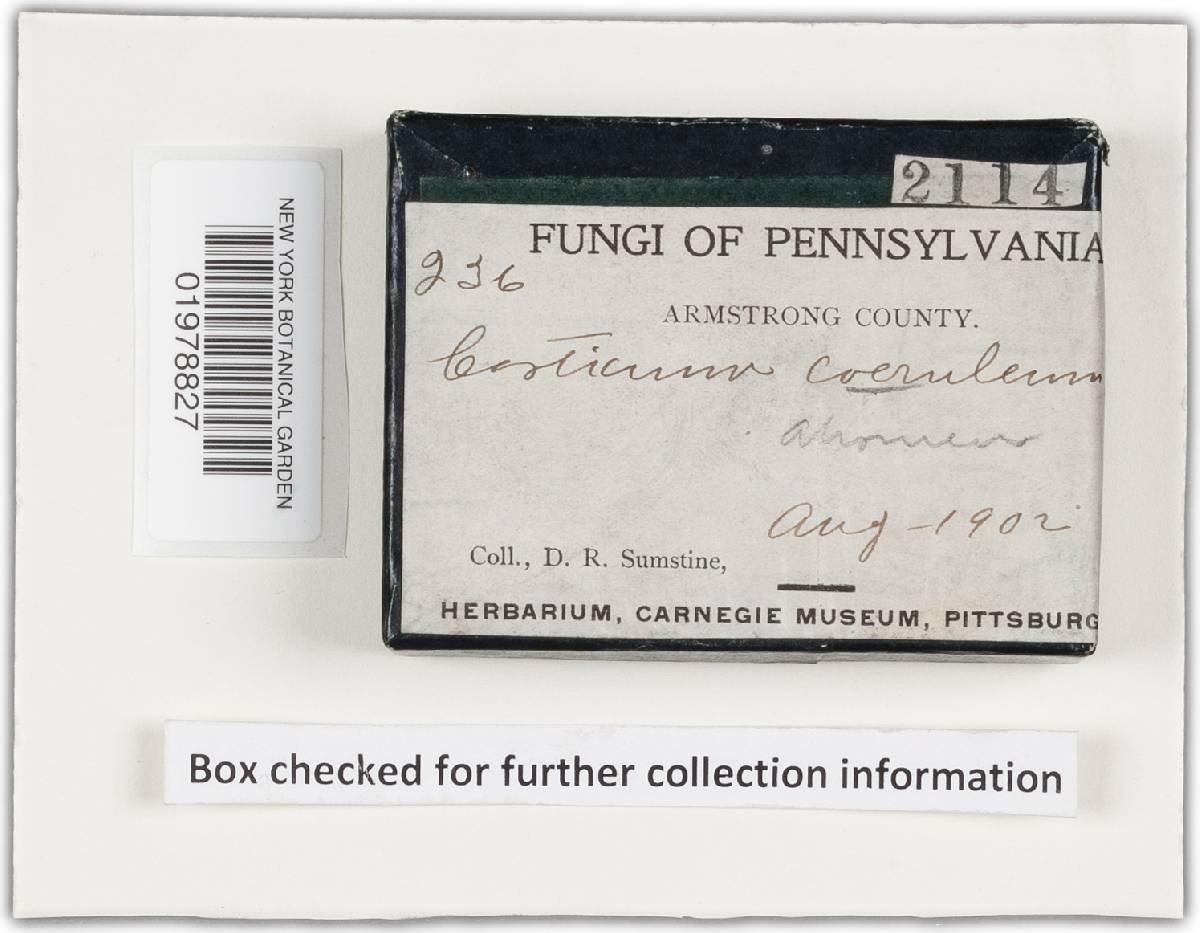 NEW YORK BOTANICAL GARDEN
01978827
2114
FUNGI OF PENNSYLVANIA
236
ARMSTRONG COUNTY.
Corticium coeruleum
Aug - 1902
Coll., D. R. Sumstine,
HERBARIUM, CARNEGIE MUSEUM, PITTSBURG
Box checked for further collection information